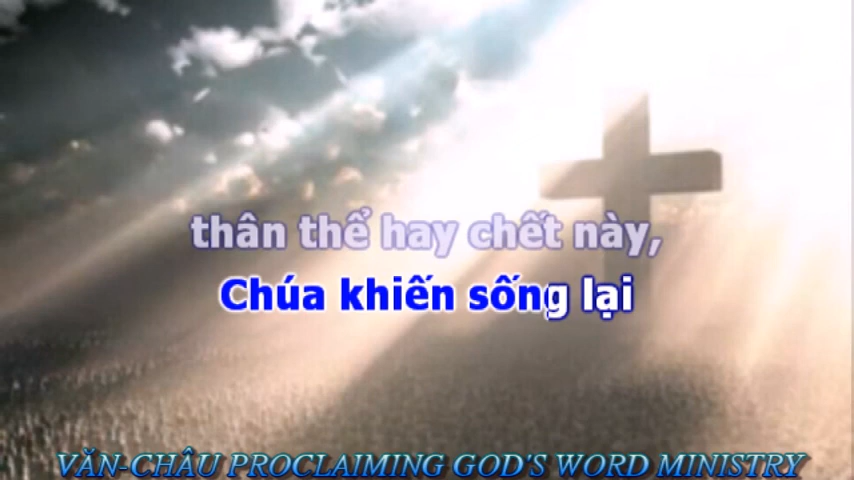 thân thể hay chết này,
Chúa khiến sống lại
VĂN-CHÂU PROCLAIMING GOD'S WORD MINISTRY